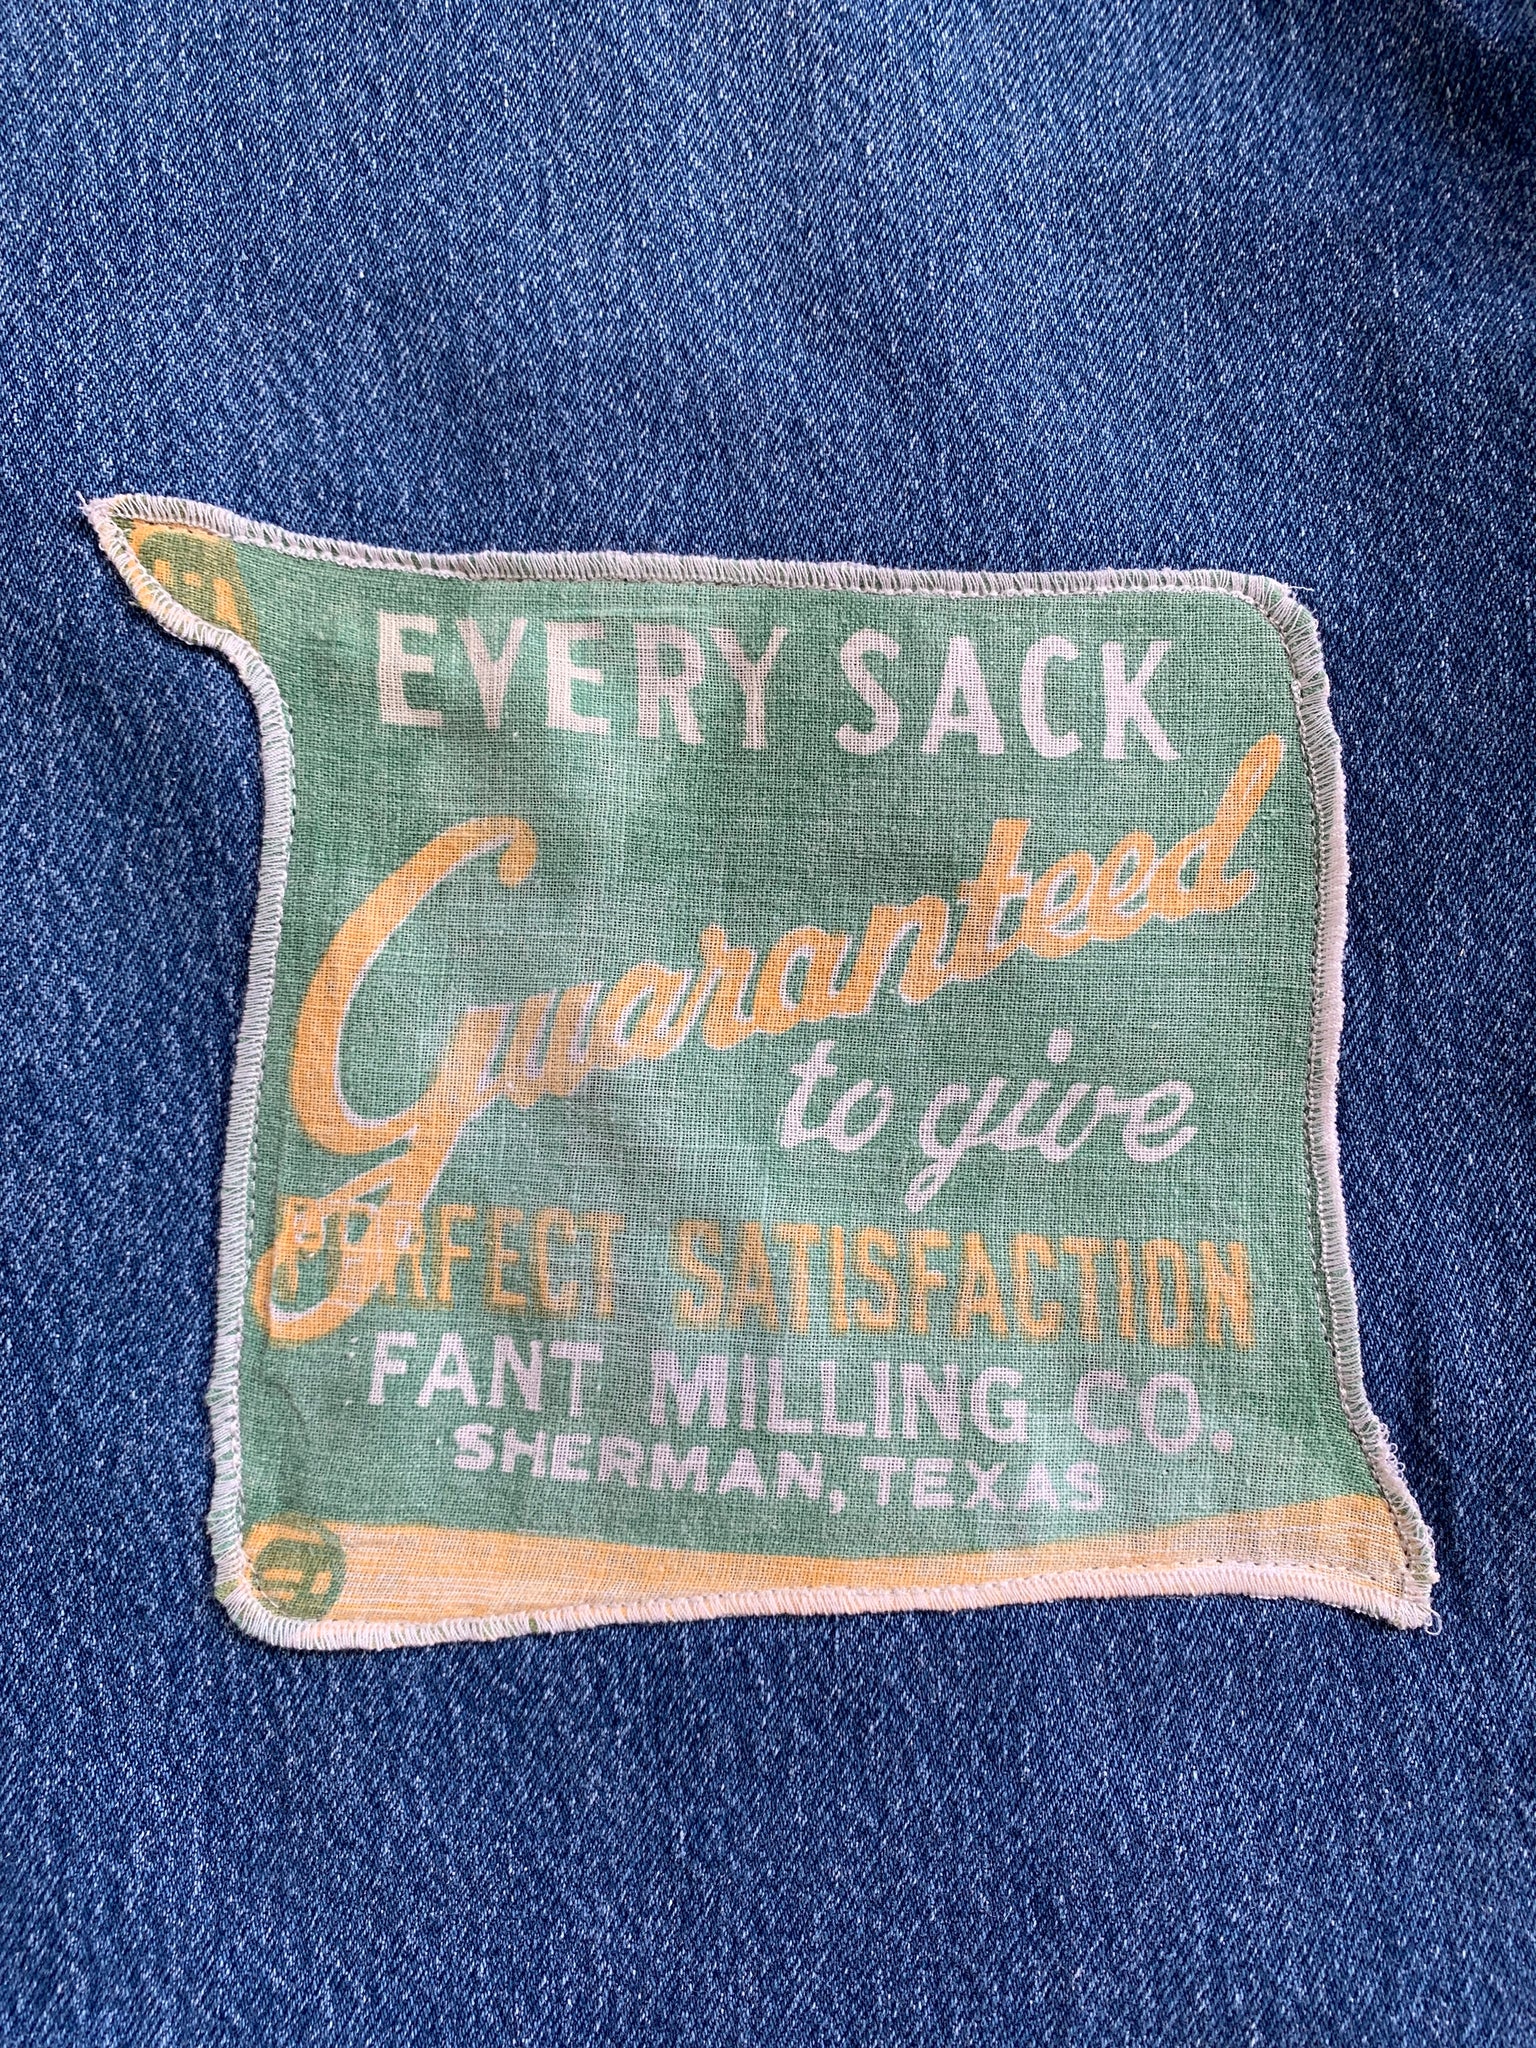 EVERY SACK
Guaranteed
to give
PERFECT SATISFACTION
FANT MILLING CO.
SHERMAN, TEXAS